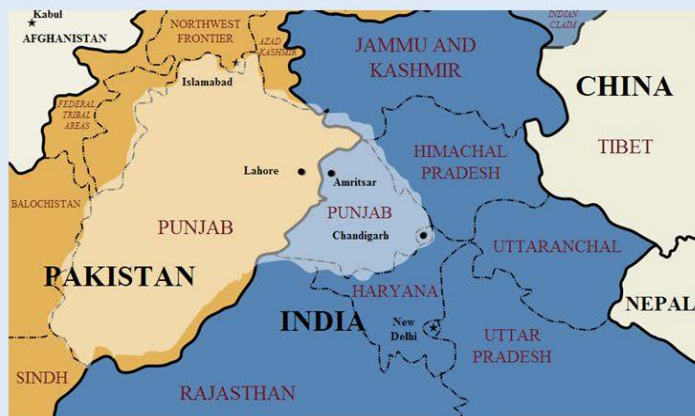 Kabul
AFGHANISTAN
NORTHWEST
FRONTIER
AZAD
KASHMIR
INDIAN
CLAIM
JAMMU AND
KASHMIR
CHINA
TIBET
Islamabad
FEDERAL
TRIBAL
AREAS
Lahore
Amritsar
HIMACHAL
PRADESH
BALOCHISTAN
PUNJAB
PUNJAB
Chandigarh
UTTARANCHAL
PAKISTAN
HARYANA
NEPAL
INDIA
New
Delhi
UTTAR
PRADESH
SINDH
RAJASTHAN